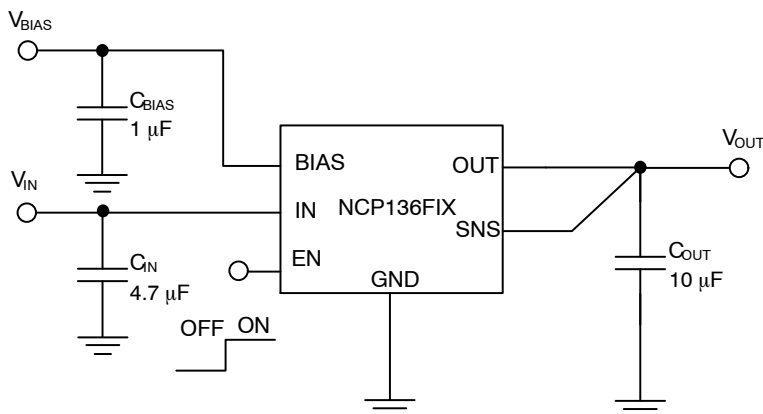 VBIAS
CBIAS
1 μF
VIN
CIN
4.7 μF
BIAS
IN
EN
NCP136FIX
OUT
SNS
GND
OFF ON
VOUT
COUT
10 μF